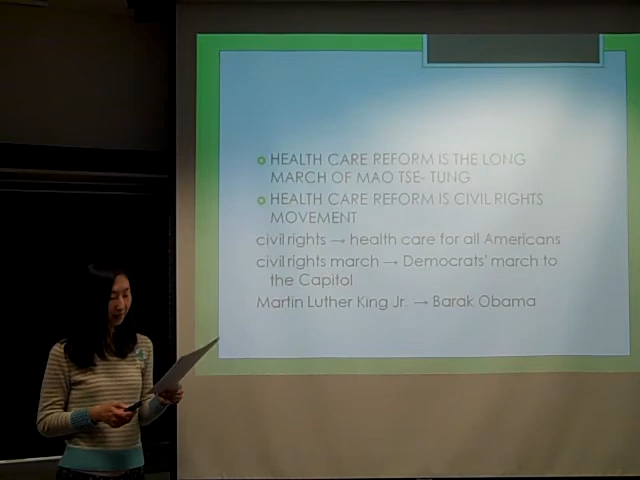 HEALTH CARE REFORM IS THE LONG
MARCH OF MAO TSE- TUNG
HEALTH CARE REFORM IS CIVIL RIGHTS
MOVEMENT
civil rights → health care for all Americans
civil rights march → Democrats' march to
the Capitol
Martin Luther King Jr. → Barak Obama